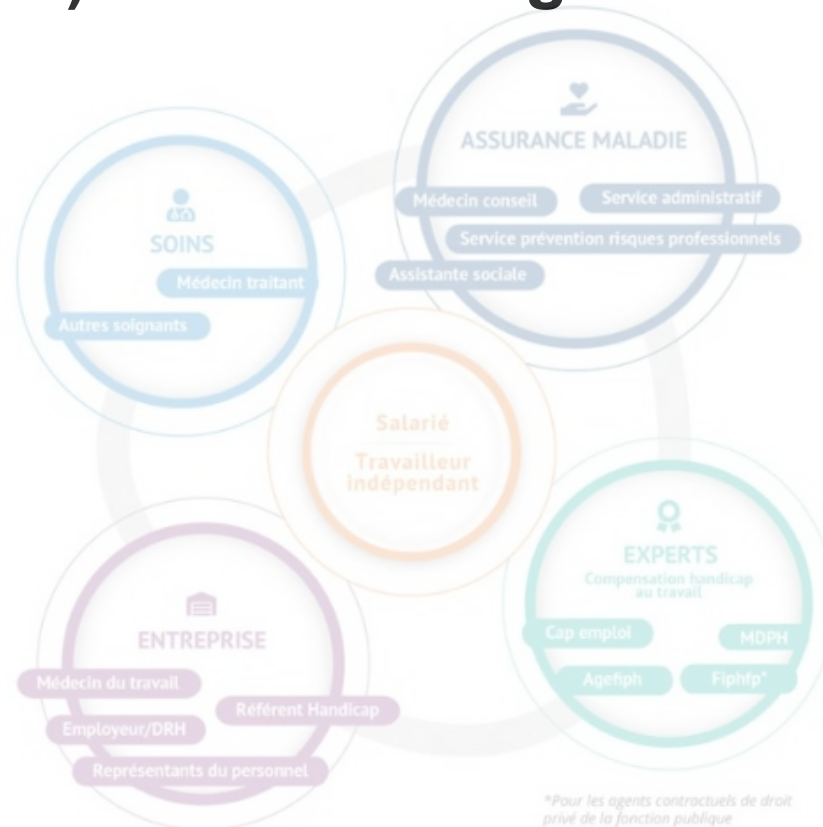 ASSURANCE MALADIE
Médecin conseil
Service administratif
Service prévention risques professionnels
Assistante sociale
SOINS
Médecin traitant
Autres soignants
Salarié
Travailleur
indépendant
EXPERTS
Compensation handicap
au travail
Cap emploi
MDPH
Agefiph
Fiphfp*
ENTREPRISE
Médecin du travail
Référent Handicap
Employeur/DRH
Représentants du personnel
*Pour les agents contractuels de droit
privé de la fonction publique